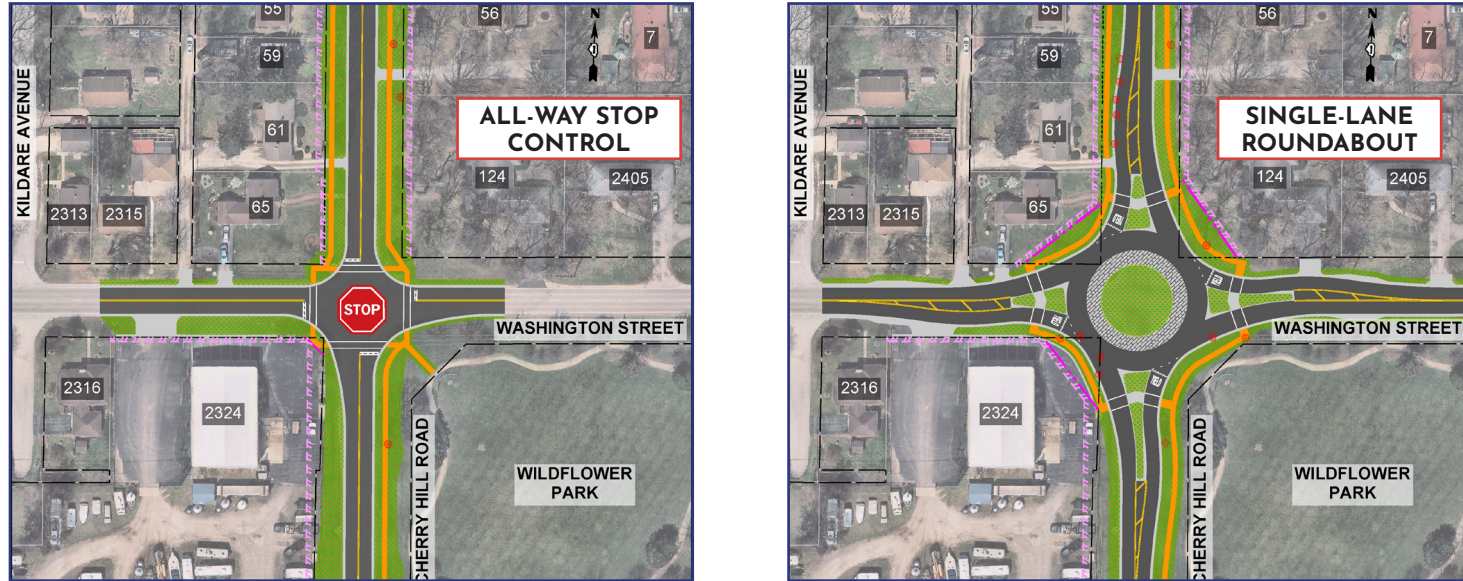 55
56
N
7
59
ALL-WAY STOP
CONTROL
KILDARE AVENUE
61
124
2405
2313
2315
65
STOP
WASHINGTON STREET
2316
2324
CHERRY HILL ROAD
WILDFLOWER
PARK
55
56
N
7
59
SINGLE-LANE
ROUNDABOUT
KILDARE AVENUE
61
124
2405
2313
2315
65
WASHINGTON STREET
2316
2324
CHERRY HILL ROAD
WILDFLOWER
PARK